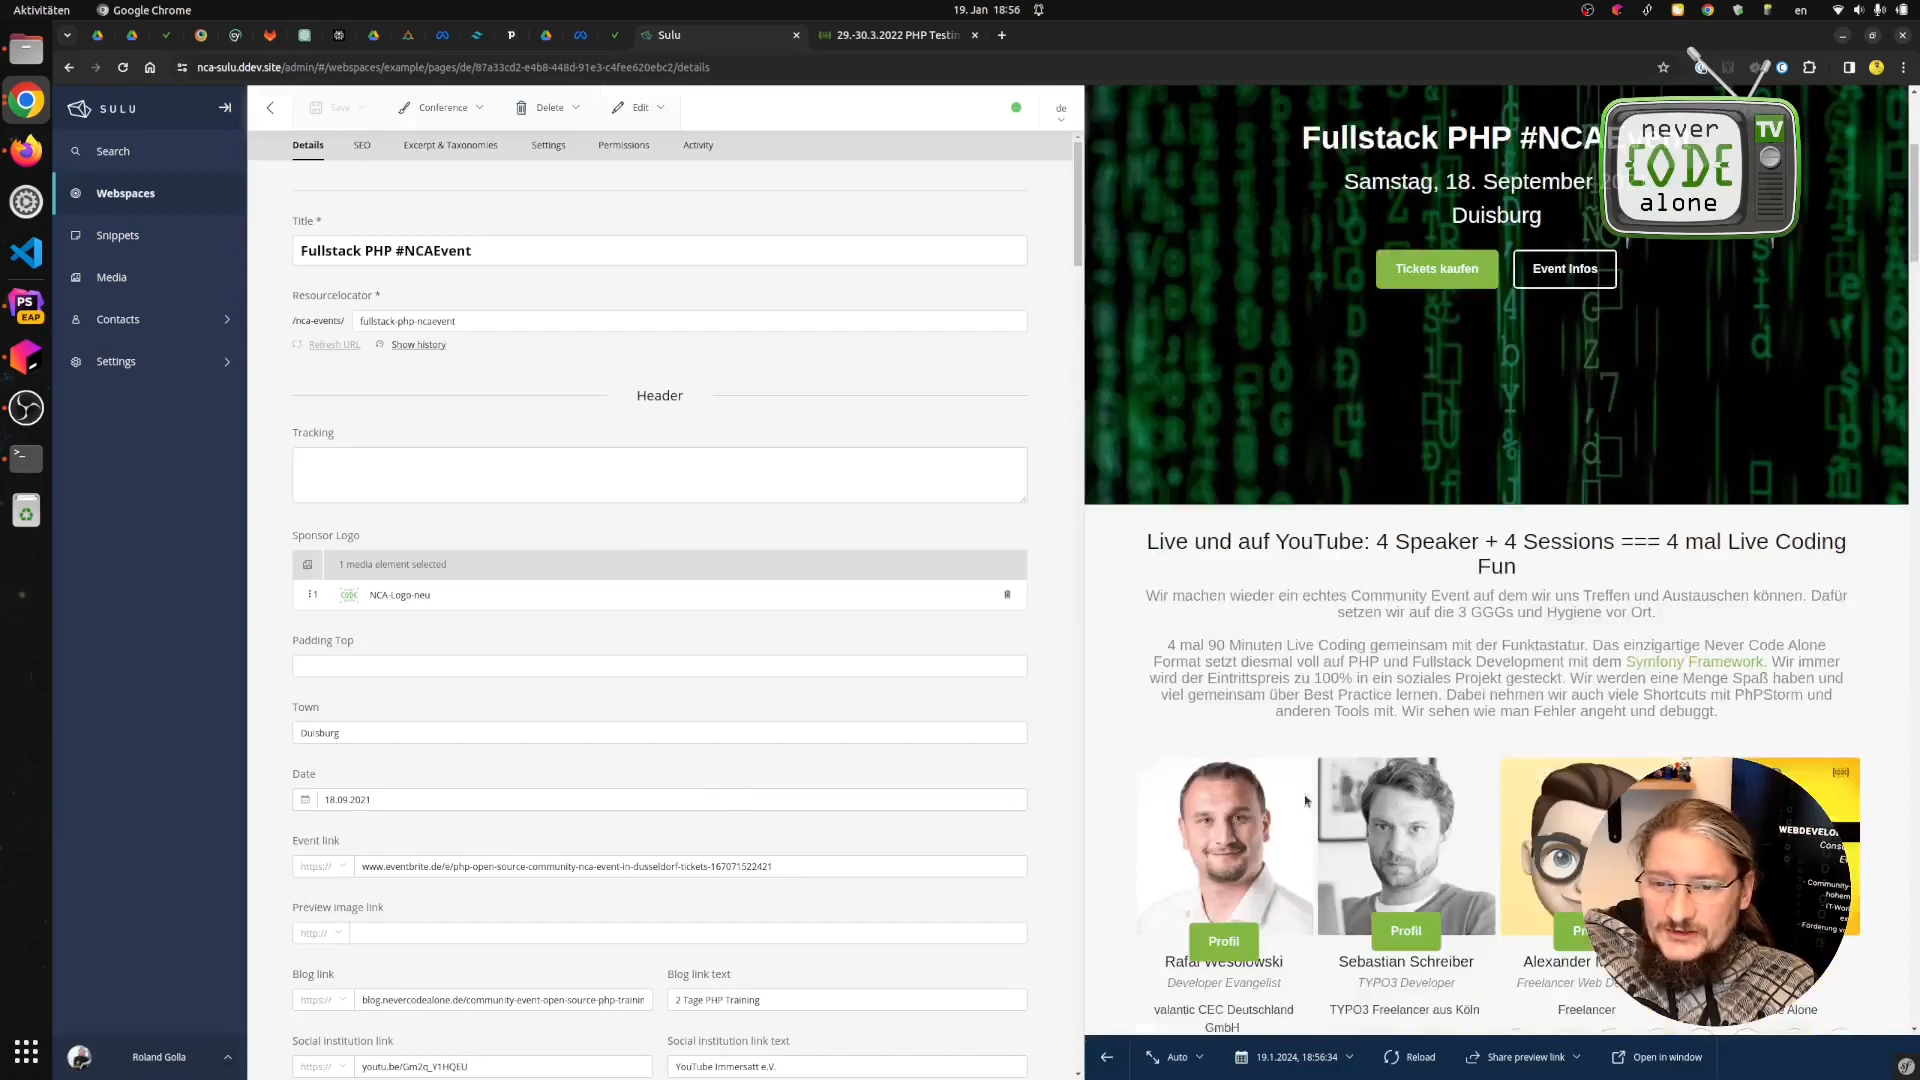 Aktivitäten
Google Chrome
19. Jan 18:56
en
Sulu
29.-30.3.2022 PHP Testin
nca-sulu.ddev.site/admin/#/webspaces/example/pages/de/87a33cd2-e4b8-448d-91e3-c4fee620ebc2/details
SULU
Search
Webspaces
Snippets
Media
Contacts
Settings
Roland Golla
PS
EAP
Save
Conference
Delete
Edit
de
Details
SEO
Excerpt & Taxonomies
Settings
Permissions
Activity
Title *
Fullstack PHP #NCAEvent
Resourcelocator *
/nca-events/
fullstack-php-ncaevent
Refresh URL
Show history
Header
Tracking
Sponsor Logo
1 media element selected
1
CODE
NCA-Logo-neu
Padding Top
Town
Duisburg
Date
18.09.2021
Event link
https://
www.eventbrite.de/e/php-open-source-community-nca-event-in-dusseldorf-tickets-167071522421
Preview image link
http://
Blog link
Blog link text
https://
blog.nevercodealone.de/community-event-open-source-php-trainin
2 Tage PHP Training
Social institution link
Social institution link text
https://
youtu.be/Gm2q_Y1HQEU
YouTube Immersatt e.V.
Fullstack PHP #NCAEvent
Samstag, 18. September
Duisburg
Tickets kaufen
Event Infos
never
CODE
alone
TV
Live und auf YouTube: 4 Speaker + 4 Sessions === 4 mal Live Coding
Fun
Wir machen wieder ein echtes Community Event auf dem wir uns Treffen und Austauschen können. Dafür
setzen wir auf die 3 GGGs und Hygiene vor Ort.
4 mal 90 Minuten Live Coding gemeinsam mit der Funktastatur. Das einzigartige Never Code Alone
Format setzt diesmal voll auf PHP und Fullstack Development mit dem Symfony Framework. Wir immer
wird der Eintrittspreis zu 100% in ein soziales Projekt gesteckt. Wir werden eine Menge Spaß haben und
viel gemeinsam über Best Practice lernen. Dabei nehmen wir auch viele Shortcuts mit PhPStorm und
anderen Tools mit. Wir sehen wie man Fehler angeht und debuggt.
Profil
Profil
Rafal Wesolowski
Sebastian Schreiber
Alexander
Developer Evangelist
TYPO3 Developer
Freelancer Web
valantic CEC Deutschland
GmbH
TYPO3 Freelancer aus Köln
Freelancer
Alone
WEBDEVELO
Auto
19.1.2024, 18:56:34
Reload
Share preview link
Open in window